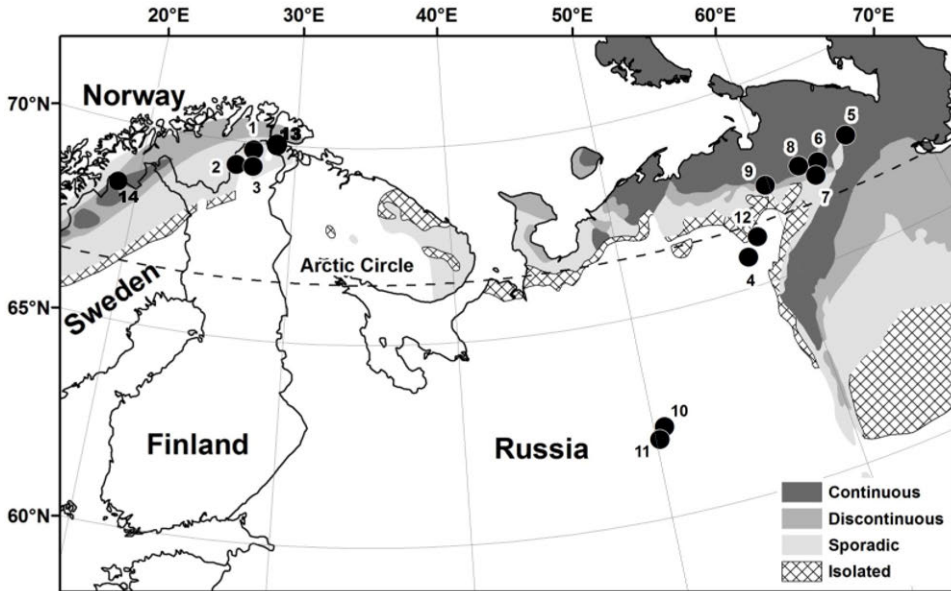 20°E
30°E
40°E
50°E
60°E
70°E
70°N
Norway
1
13
5
6
8
2
3
9
7
14
12
Arctic Circle
4
65°N
Sweden
10
Finland
Russia
11
Continuous
Discontinuous
60°N
Sporadic
Isolated